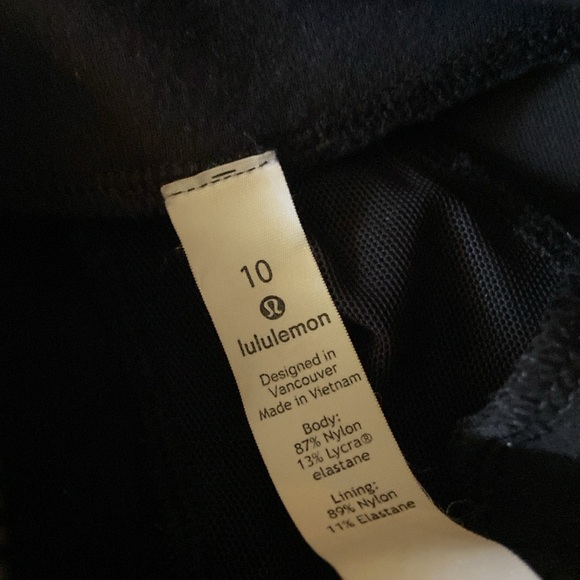 10
lululemon
Designed in
Vancouver
Made in Vietnam
Body:
87% Nylon
13% Lycra®
elastane
Lining:
89% Nylon
11% Elastane